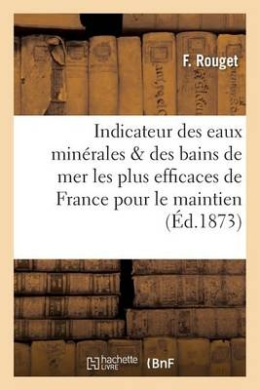 F. Rouget
Indicateur des eaux minérales & des bains de
mer les plus efficaces de France pour le maintien
(Éd.1873)
hachette
LIVRE
{BnF